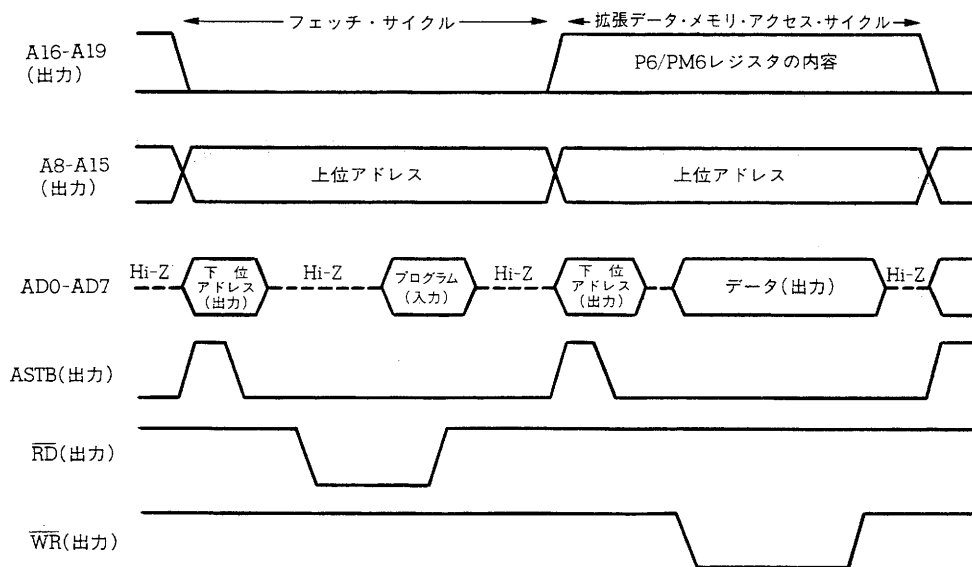 フェッチ・サイクル
拡張データ・メモリ・アクセス・サイクル
A16-A19
(出力)
P6/PM6レジスタの内容
A8-A15
(出力)
上位アドレス
上位アドレス
AD0-AD7
Hi-Z
下 位
アドレス
(出力)
Hi-Z
プログラム
(入力)
Hi-Z
下 位
アドレス
(出力)
データ(出力)
Hi-Z
ASTB(出力)
R̅D̅(出力)
W̅R̅(出力)